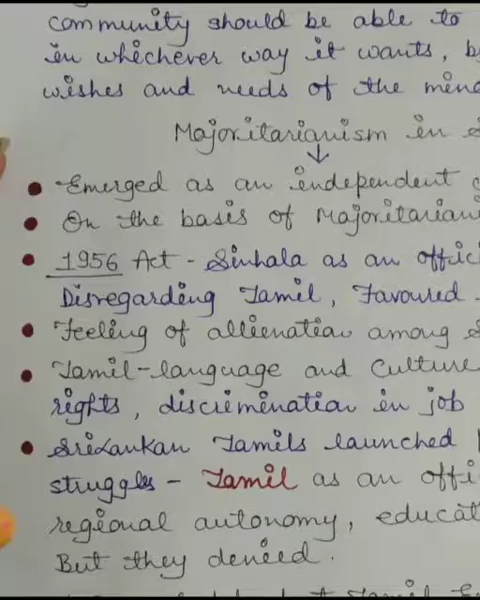 community should be able to
in whichever way it wants, b
wishes and needs of the mino
Majoritarianism in S
↓
• Emerged as an independent c
• On the basis of Majoritariani
• 1956 Act - Sinhala as an offici
Disregarding Tamil, Favoured
• Feeling of allienation among S
• Tamil-language and Culture
rights, discrimination in job
• SriLankan Tamils launched
struggles - Tamil as an offi
regional autonomy, educat
But they denied.